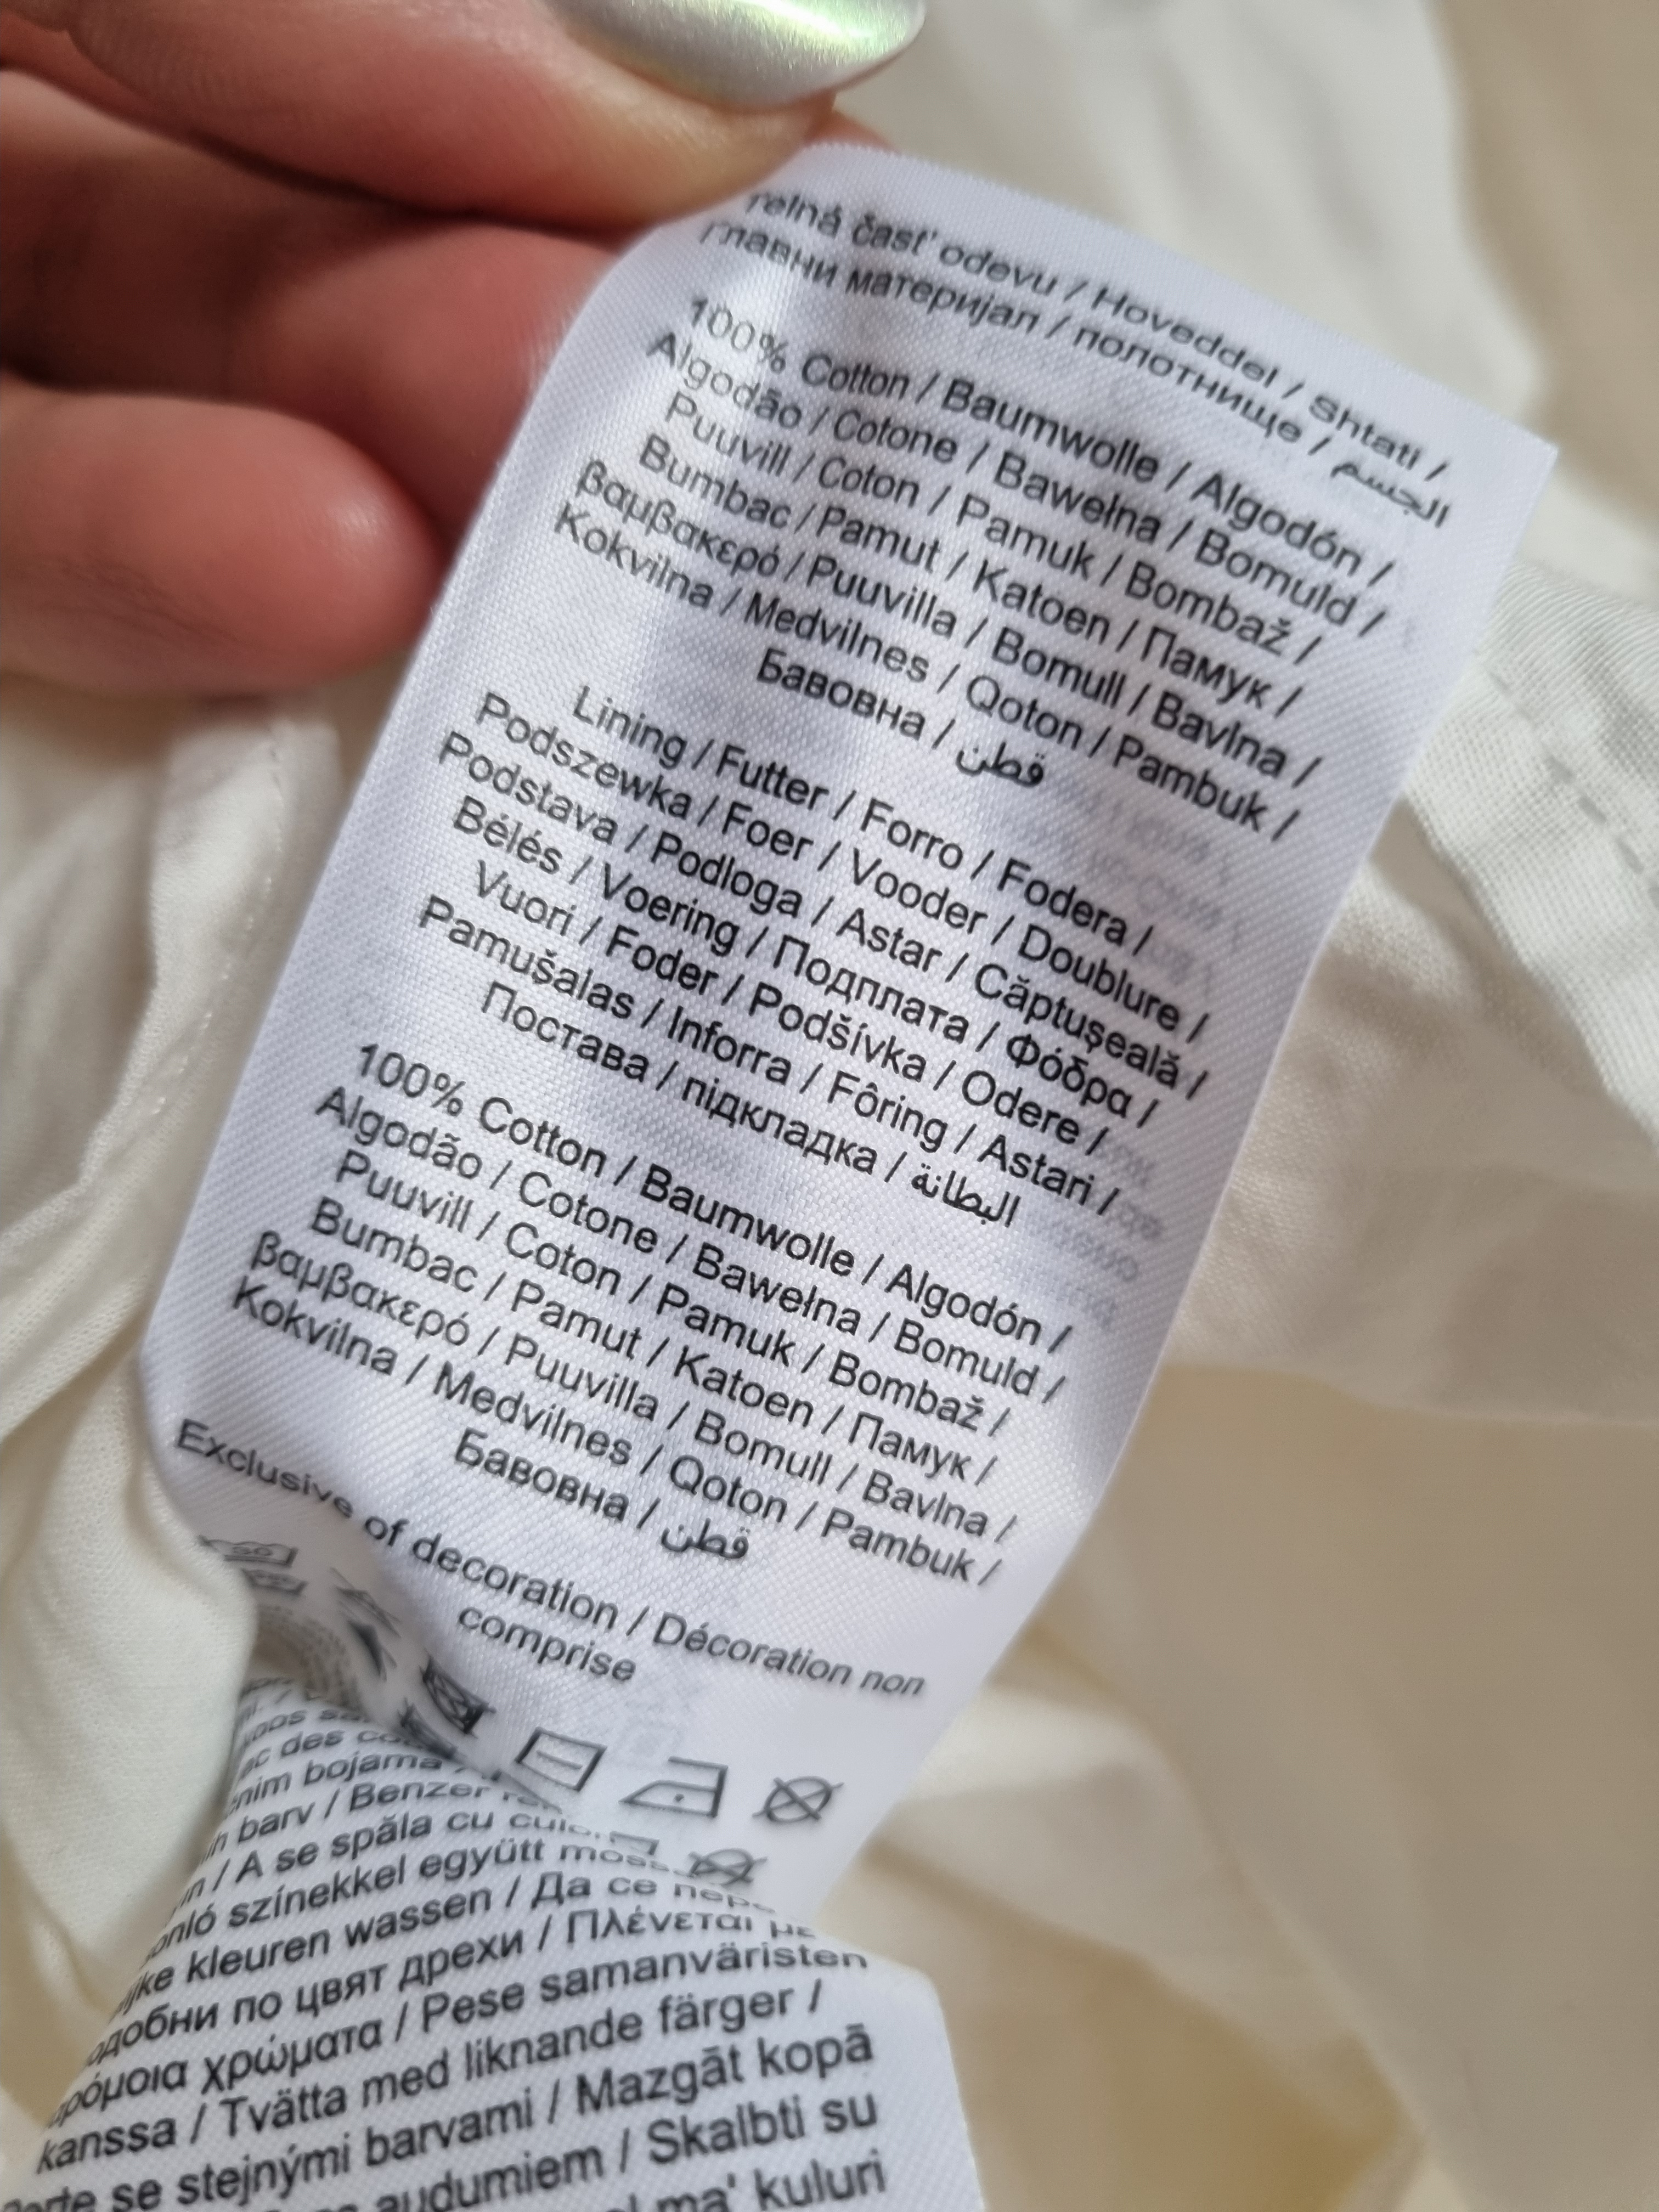 čast' odevu / Hoveddel / Shtati /
Главни материјал / полотнище / الجسم
100% Cotton / Baumwolle / Algodón /
Algodão / Cotone / Bawełna / Bomuld /
Puuvill / Coton / Pamuk / Bombaž /
Bumbac / Pamut / Katoen / Памук /
βαμβακερό / Puuvilla / Bomull / Bavlna /
Kokvilna / Medvilnes / Qoton / Pambuk /
Бавовна / قطن
Lining / Futter / Forro / Fodera /
Podszewka / Foer / Vooder / Doublure /
Podstava / Podloga / Astar / Căptușeală /
Bélés / Voering / Подплата / Φόδρα /
Vuori / Foder / Podšívka / Odere /
Pamušalas / Inforra / Fôring / Astari /
Постава / підкладка / البطانة
100% Cotton / Baumwolle / Algodón /
Algodão / Cotone / Bawełna / Bomuld /
Puuvill / Coton / Pamuk / Bombaž /
Bumbac / Pamut / Katoen / Памук /
βαμβακερό / Puuvilla / Bomull / Bavlna /
Kokvilna / Medvilnes / Qoton / Pambuk /
Бавовна / قطن
Exclusive of decoration / Décoration non
comprise
des
bojama
barv / Benzer
/ A se spăla cu
színekkel együtt
kleuren wassen / Да се
по цвят дрехи / Πλένεται
χρώματα / Pese samanväristen
kanssa / Tvätta med liknande färger /
se stejnými barvami / Mazgāt kopā
audumiem / Skalbti su
ma' kuluri